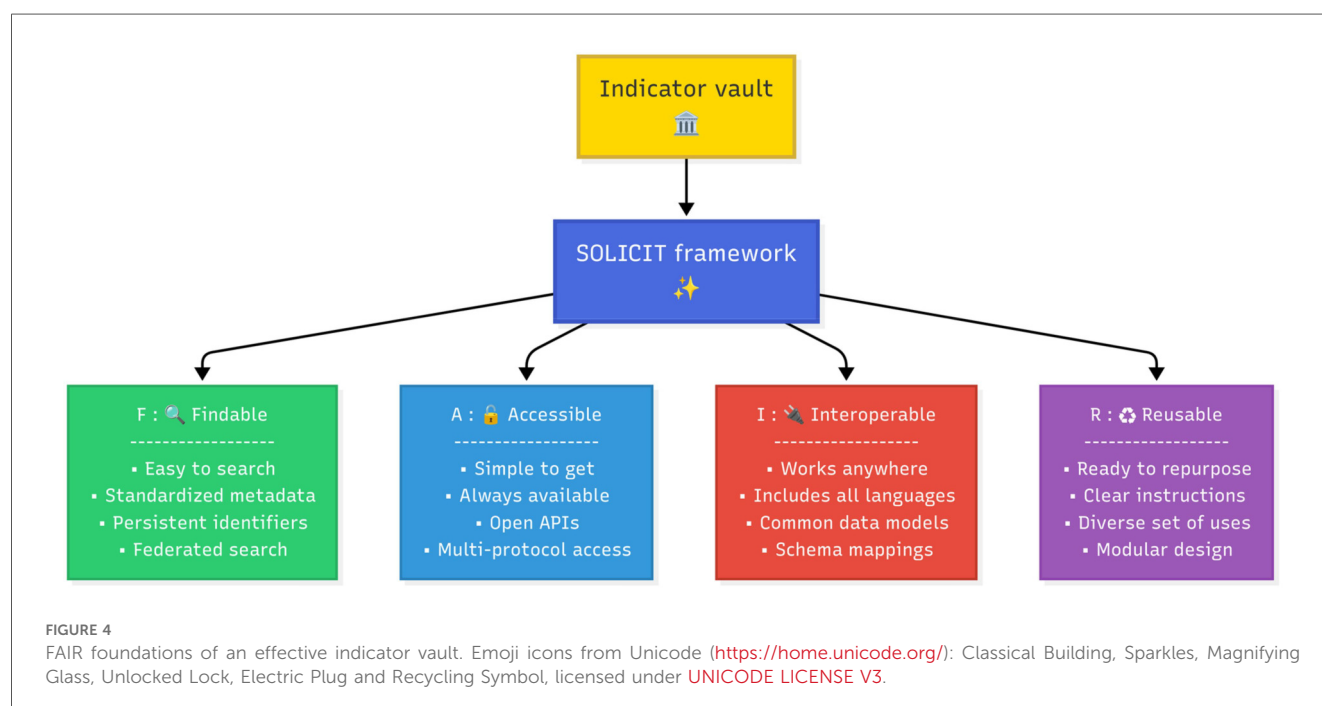 Indicator vault
SOLICIT framework
F : 🔍 Findable
------------------
▪ Easy to search
▪ Standardized metadata
▪ Persistent identifiers
▪ Federated search
A : 🔓 Accessible
------------------
▪ Simple to get
▪ Always available
▪ Open APIs
▪ Multi-protocol access
I : 🔌 Interoperable
------------------
▪ Works anywhere
▪ Includes all languages
▪ Common data models
▪ Schema mappings
R : ♻ Reusable
------------------
▪ Ready to repurpose
▪ Clear instructions
▪ Diverse set of uses
▪ Modular design
FIGURE 4
FAIR foundations of an effective indicator vault. Emoji icons from Unicode (https://home.unicode.org/): Classical Building, Sparkles, Magnifying
Glass, Unlocked Lock, Electric Plug and Recycling Symbol, licensed under UNICODE LICENSE V3.